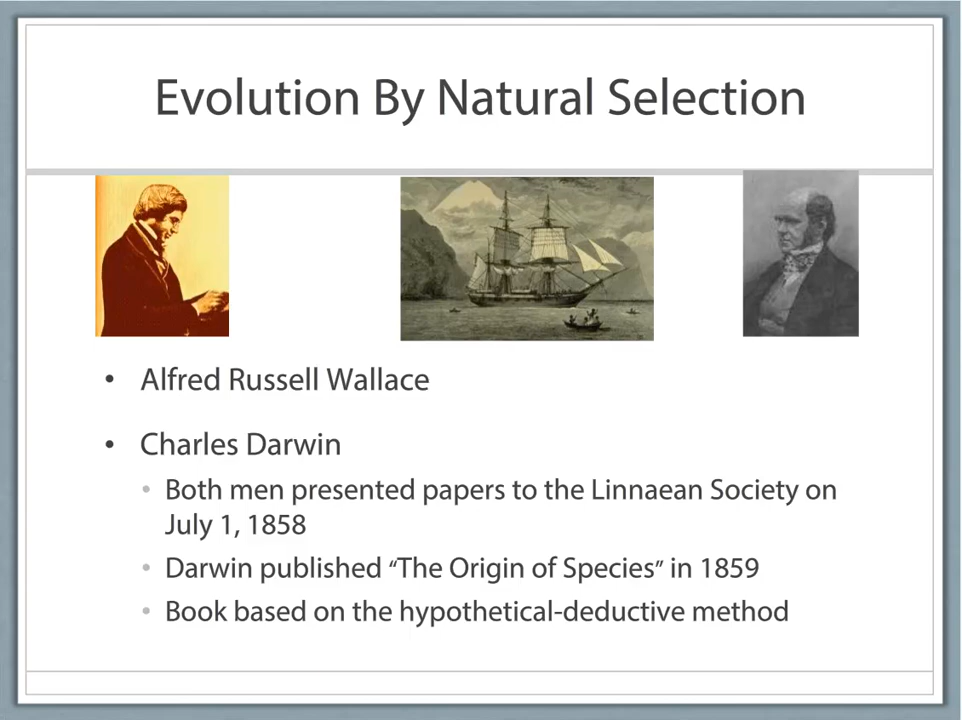 Evolution By Natural Selection
• Alfred Russell Wallace
• Charles Darwin
• Both men presented papers to the Linnaean Society on
July 1, 1858
• Darwin published “The Origin of Species” in 1859
• Book based on the hypothetical-deductive method